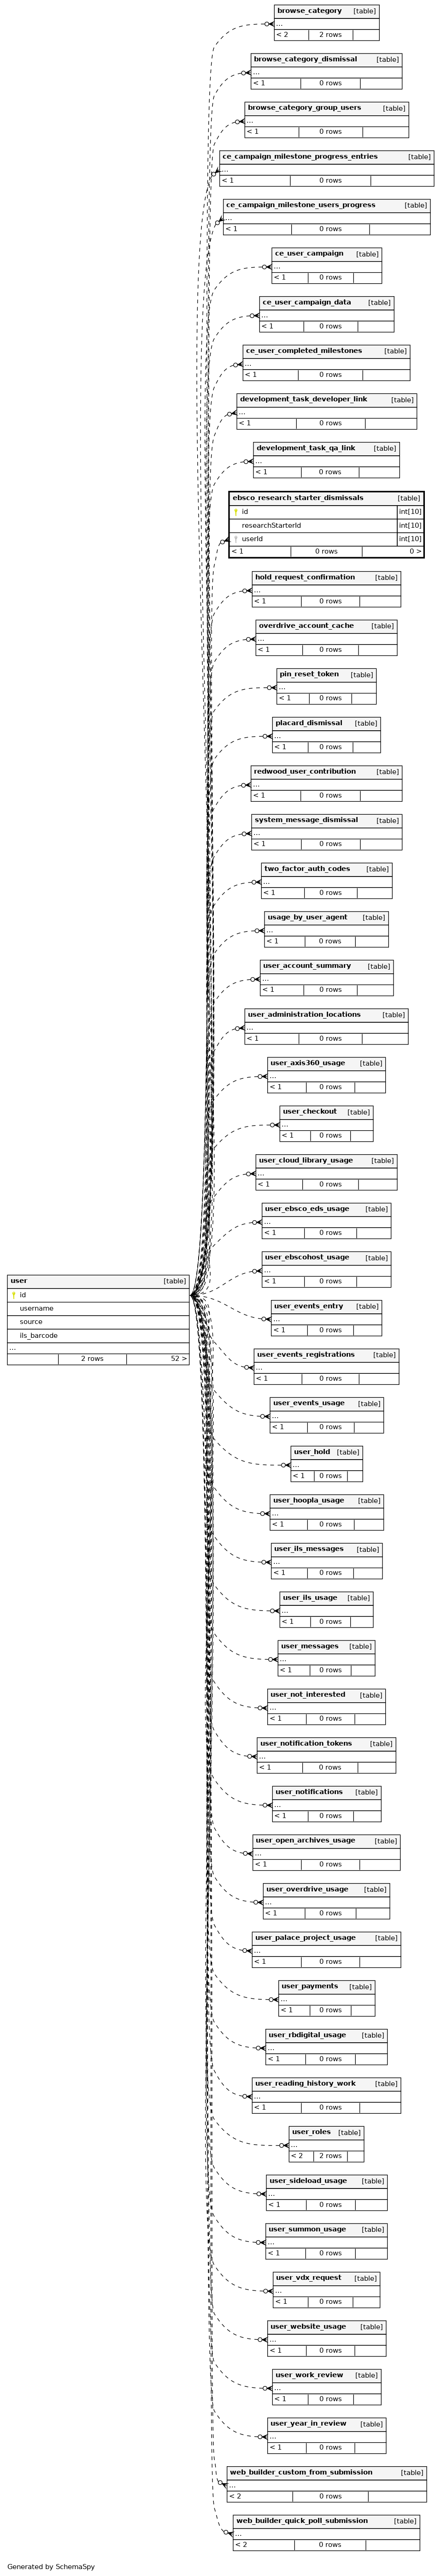 browse_category [table]
...
< 2 2 rows
browse_category_dismissal [table]
...
< 1 0 rows
browse_category_group_users [table]
...
< 1 0 rows
ce_campaign_milestone_progress_entries [table]
...
< 1 0 rows
ce_campaign_milestone_users_progress [table]
...
< 1 0 rows
ce_user_campaign [table]
...
< 1 0 rows
ce_user_campaign_data [table]
...
< 1 0 rows
ce_user_completed_milestones [table]
...
< 1 0 rows
development_task_developer_link [table]
...
< 1 0 rows
development_task_qa_link [table]
...
< 1 0 rows
ebsco_research_starter_dismissals [table]
id int[10]
researchStarterId int[10]
userId int[10]
< 1 0 rows 0 >
hold_request_confirmation [table]
...
< 1 0 rows
overdrive_account_cache [table]
...
< 1 0 rows
pin_reset_token [table]
...
< 1 0 rows
placard_dismissal [table]
...
< 1 0 rows
redwood_user_contribution [table]
...
< 1 0 rows
system_message_dismissal [table]
...
< 1 0 rows
two_factor_auth_codes [table]
...
< 1 0 rows
usage_by_user_agent [table]
...
< 1 0 rows
user_account_summary [table]
...
< 1 0 rows
user_administration_locations [table]
...
< 1 0 rows
user_axis360_usage [table]
...
< 1 0 rows
user_checkout [table]
...
< 1 0 rows
user_cloud_library_usage [table]
...
< 1 0 rows
user_ebsco_eds_usage [table]
...
< 1 0 rows
user_ebscohost_usage [table]
...
< 1 0 rows
user [table]
id
username
source
ils_barcode
...
2 rows 52 >
user_events_entry [table]
...
< 1 0 rows
user_events_registrations [table]
...
< 1 0 rows
user_events_usage [table]
...
< 1 0 rows
user_hold [table]
...
< 1 0 rows
user_hoopla_usage [table]
...
< 1 0 rows
user_ils_messages [table]
...
< 1 0 rows
user_ils_usage [table]
...
< 1 0 rows
user_messages [table]
...
< 1 0 rows
user_not_interested [table]
...
< 1 0 rows
user_notification_tokens [table]
...
< 1 0 rows
user_notifications [table]
...
< 1 0 rows
user_open_archives_usage [table]
...
< 1 0 rows
user_overdrive_usage [table]
...
< 1 0 rows
user_palace_project_usage [table]
...
< 1 0 rows
user_payments [table]
...
< 1 0 rows
user_rbdigital_usage [table]
...
< 1 0 rows
user_reading_history_work [table]
...
< 1 0 rows
user_roles [table]
...
< 2 2 rows
user_sideload_usage [table]
...
< 1 0 rows
user_summon_usage [table]
...
< 1 0 rows
user_vdx_request [table]
...
< 1 0 rows
user_website_usage [table]
...
< 1 0 rows
user_work_review [table]
...
< 1 0 rows
user_year_in_review [table]
...
< 1 0 rows
web_builder_custom_from_submission [table]
...
< 2 0 rows
web_builder_quick_poll_submission [table]
...
< 2 0 rows
Generated by SchemaSpy